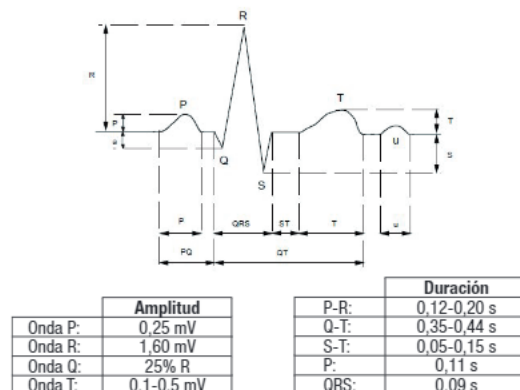 R
R
P
T
P
T
u
Q
S
S
P
QRS
ST
T
u
PQ
QT
Amplitud
Onda P: 0,25 mV
Onda R: 1,60 mV
Onda Q: 25% R
Onda T: 0.1-0.5 mV
Duración
P-R: 0,12-0,20 s
Q-T: 0,35-0,44 s
S-T: 0,05-0,15 s
P: 0,11 s
QRS: 0,09 s